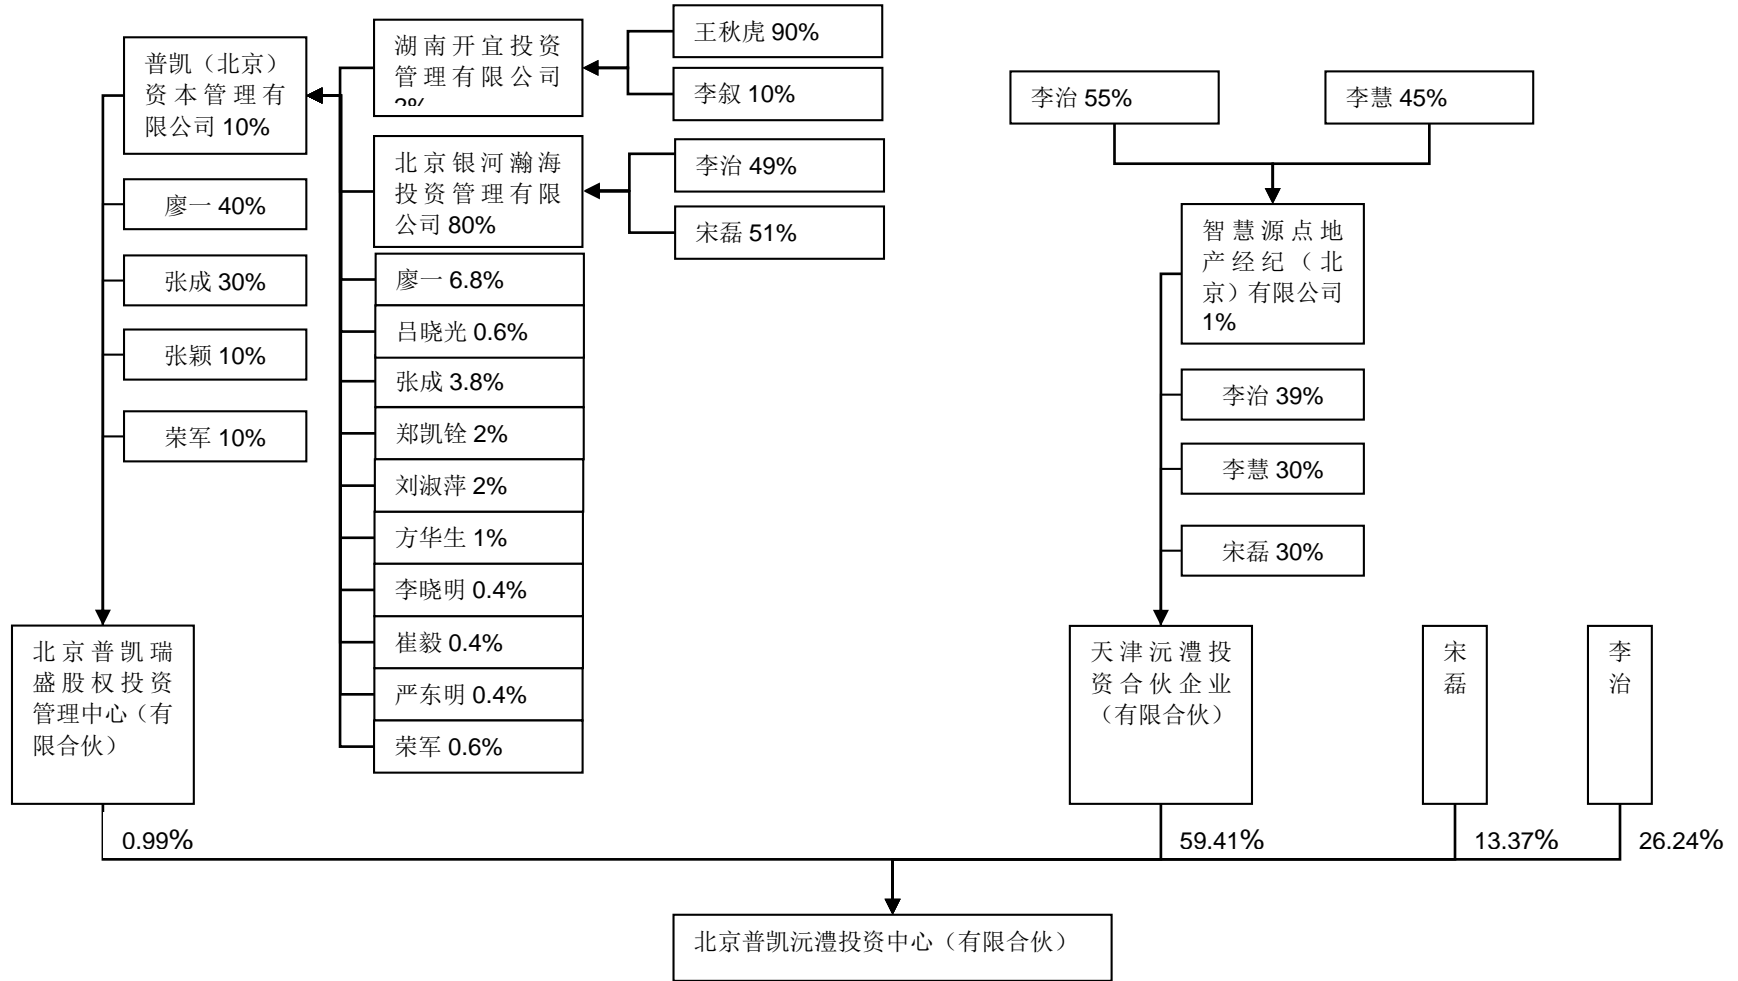 普凯（北京）
资本管理有
限公司 10%
廖一 40%
张成 30%
张颖 10%
荣军 10%
湖南开宜投资
管理有限公司
2%
北京银河瀚海
投资管理有限
公司 80%
廖一 6.8%
吕晓光 0.6%
张成 3.8%
郑凯铨 2%
刘淑萍 2%
方华生 1%
李晓明 0.4%
崔毅 0.4%
严东明 0.4%
荣军 0.6%
王秋虎 90%
李叙 10%
李治 49%
宋磊 51%
李治 55%
李慧 45%
智慧源点地
产经纪（北
京）有限公司
1%
李治 39%
李慧 30%
宋磊 30%
北京普凯瑞
盛股权投资
管理中心（有
限合伙）
天津沅澧投
资合伙企业
（有限合伙）
宋
磊
李
治
0.99%
59.41%
13.37%
26.24%
北京普凯沅澧投资中心（有限合伙）